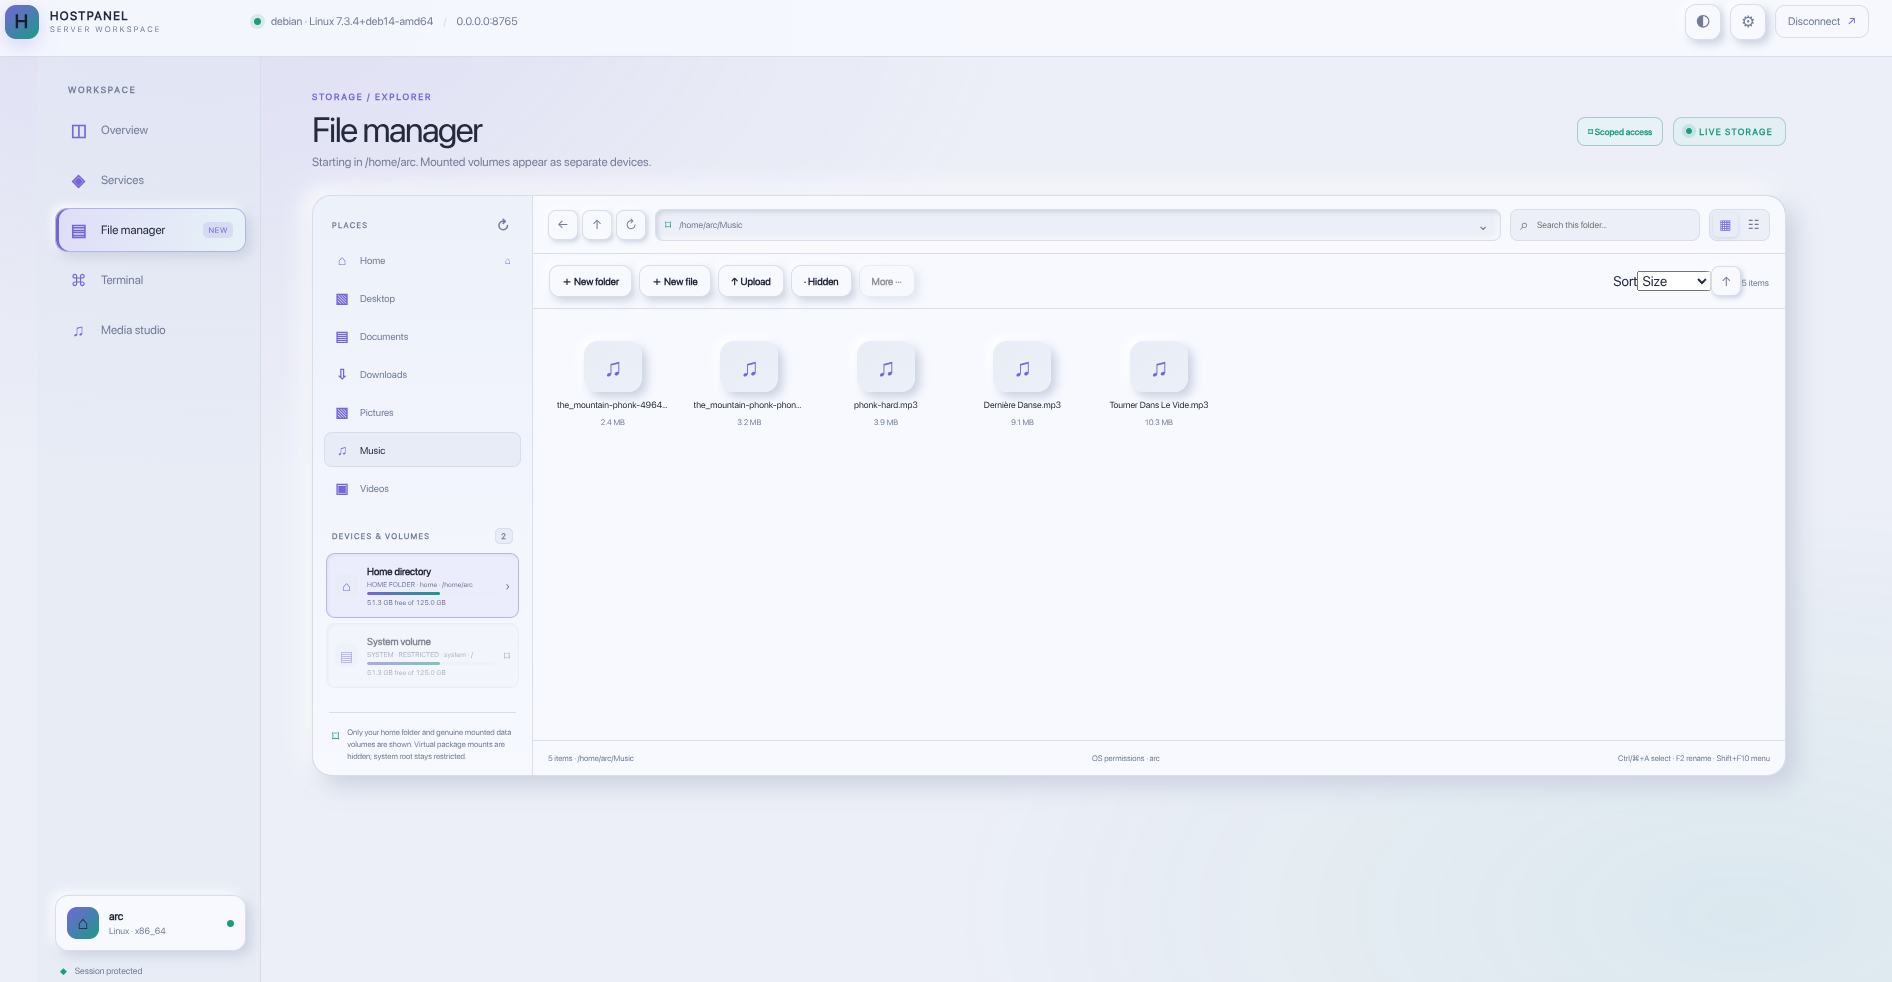 H
HOSTPANEL
SERVER WORKSPACE
debian · Linux 7.3.4+deb14-amd64 / 0.0.0.0:8765
Disconnect ↗
WORKSPACE
Overview
Services
File manager NEW
Terminal
Media studio
arc
Linux · x86_64
Session protected
STORAGE / EXPLORER
File manager
Starting in /home/arc. Mounted volumes appear as separate devices.
Scoped access
LIVE STORAGE
PLACES
Home
Desktop
Documents
Downloads
Pictures
Music
Videos
DEVICES & VOLUMES 2
Home directory
HOME FOLDER · home · /home/arc
51.3 GB free of 125.0 GB
System volume
SYSTEM · RESTRICTED · system · /
51.3 GB free of 125.0 GB
Only your home folder and genuine mounted data
volumes are shown. Virtual package mounts are
hidden; system root stays restricted.
/home/arc/Music
Search this folder…
+ New folder
+ New file
↑ Upload
· Hidden
More ···
Sort Size
↑
5 items
the_mountain-phonk-4964…
2.4 MB
the_mountain-phonk-phon…
3.2 MB
phonk-hard.mp3
3.9 MB
Dernière Danse.mp3
9.1 MB
Tourner Dans Le Vide.mp3
10.3 MB
5 items · /home/arc/Music
OS permissions · arc
Ctrl/⌘+A select · F2 rename · Shift+F10 menu